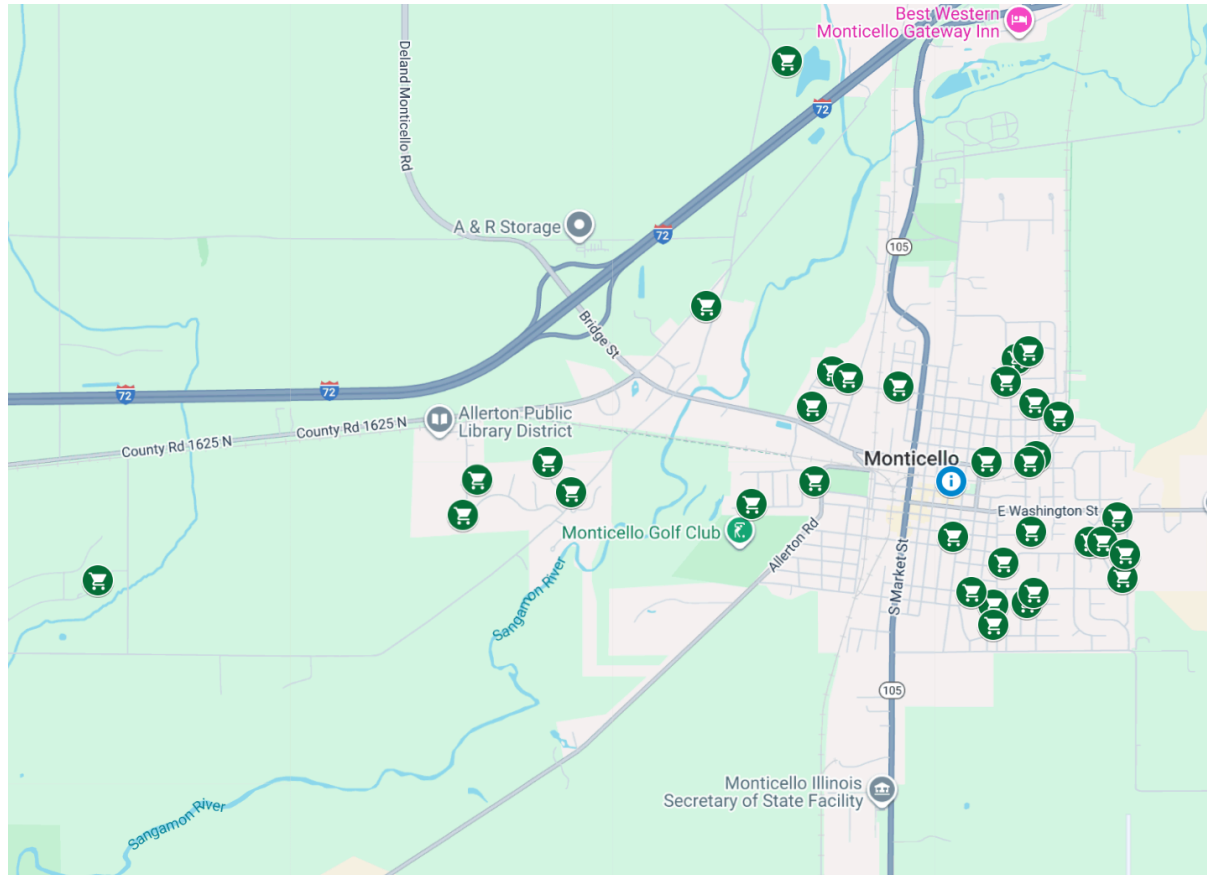 Best Western
Monticello Gateway Inn
Deland Monticello Rd
72
A & R Storage
72
105
Bridge St
72
72
Allerton Public
Library District
County Rd 1625 N
County Rd 1625 N
Monticello
E Washington St
Monticello Golf Club
Allerton Rd
S Market St
Sangamon River
105
Monticello Illinois
Secretary of State Facility
Sangamon River